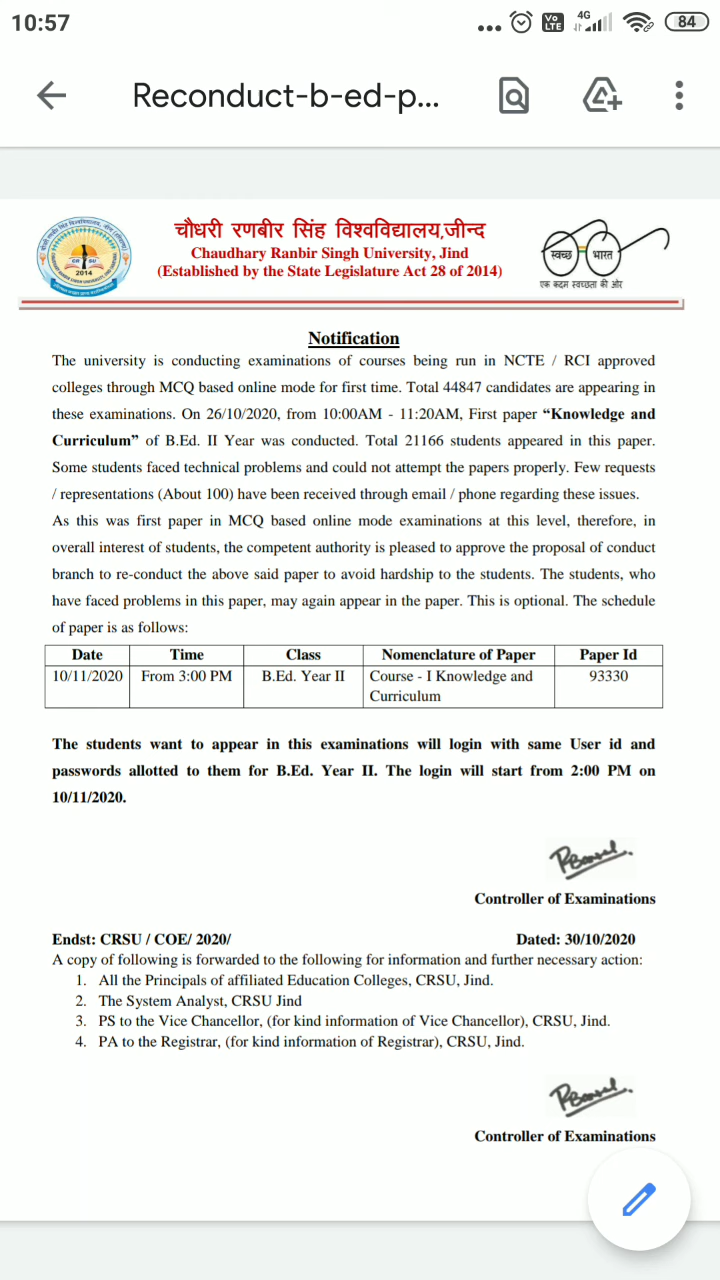 10:57
Vo LTE 4G 84
Reconduct-b-ed-p...
चौधरी रणबीर सिंह विश्वविद्यालय,जीन्द
Chaudhary Ranbir Singh University, Jind
(Established by the State Legislature Act 28 of 2014)
CR SU
2014
स्वच्छ भारत
एक कदम स्वच्छता की ओर
Notification
The university is conducting examinations of courses being run in NCTE / RCI approved
colleges through MCQ based online mode for first time. Total 44847 candidates are appearing in
these examinations. On 26/10/2020, from 10:00AM - 11:20AM, First paper “Knowledge and
Curriculum” of B.Ed. II Year was conducted. Total 21166 students appeared in this paper.
Some students faced technical problems and could not attempt the papers properly. Few requests
/ representations (About 100) have been received through email / phone regarding these issues.
As this was first paper in MCQ based online mode examinations at this level, therefore, in
overall interest of students, the competent authority is pleased to approve the proposal of conduct
branch to re-conduct the above said paper to avoid hardship to the students. The students, who
have faced problems in this paper, may again appear in the paper. This is optional. The schedule
of paper is as follows:
Date Time Class Nomenclature of Paper Paper Id
10/11/2020 From 3:00 PM B.Ed. Year II Course - I Knowledge and 93330
Curriculum
The students want to appear in this examinations will login with same User id and
passwords allotted to them for B.Ed. Year II. The login will start from 2:00 PM on
10/11/2020.
Controller of Examinations
Endst: CRSU / COE/ 2020/ Dated: 30/10/2020
A copy of following is forwarded to the following for information and further necessary action:
1. All the Principals of affiliated Education Colleges, CRSU, Jind.
2. The System Analyst, CRSU Jind
3. PS to the Vice Chancellor, (for kind information of Vice Chancellor), CRSU, Jind.
4. PA to the Registrar, (for kind information of Registrar), CRSU, Jind.
Controller of Examinations